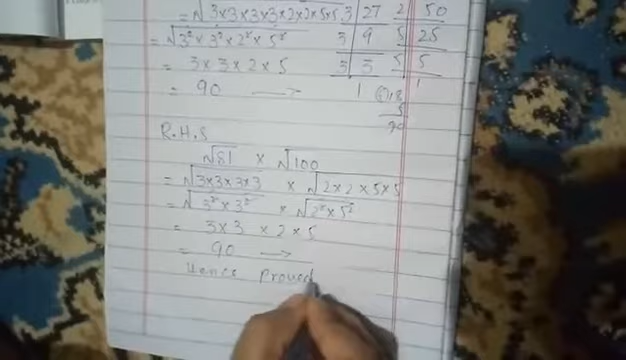 = √3×3×3×3×2×2×5×5
3 | 27
2 | 50
= √3²×3²×2²×5²
3 | 9
5 | 25
= 3×3×2×5
3 | 3
5 | 5
= 90 →
1
1
90
R.H.S
√81 × √100
= √3×3×3×3 × √2×2×5×5
= √3²×3² × √2²×5²
= 3×3 × 2×5
= 90 →
Hence Proved